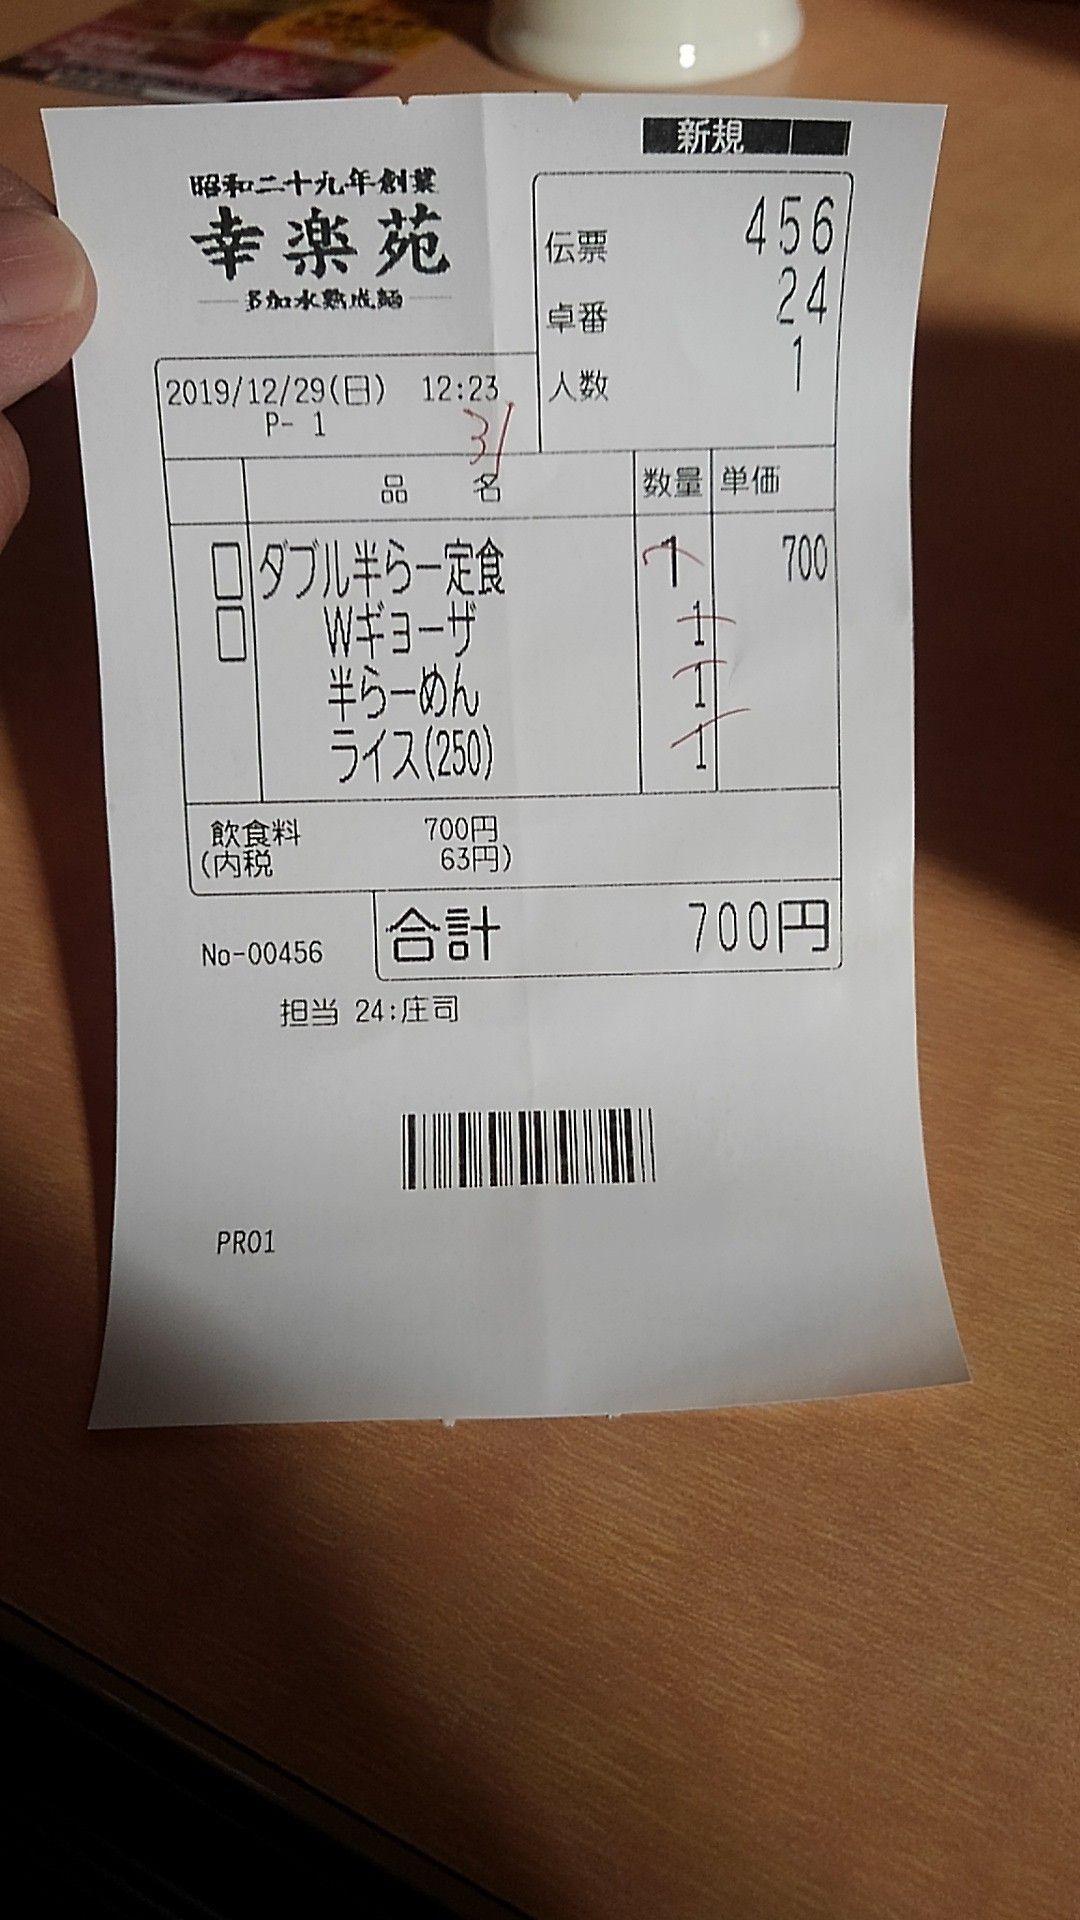 新規
昭和二十九年創業
幸楽苑
多加水熟成麺
伝票 456
卓番 24
人数 1
2019/12/29(日) 12:23
P- 1
31
品名 数量 単価
ダブル半らー定食 1 700
Wギョーザ 1
半らーめん 1
ライス(250) 1
飲食料 700円
(内税 63円)
合計 700円
No-00456
担当 24:庄司
PR01